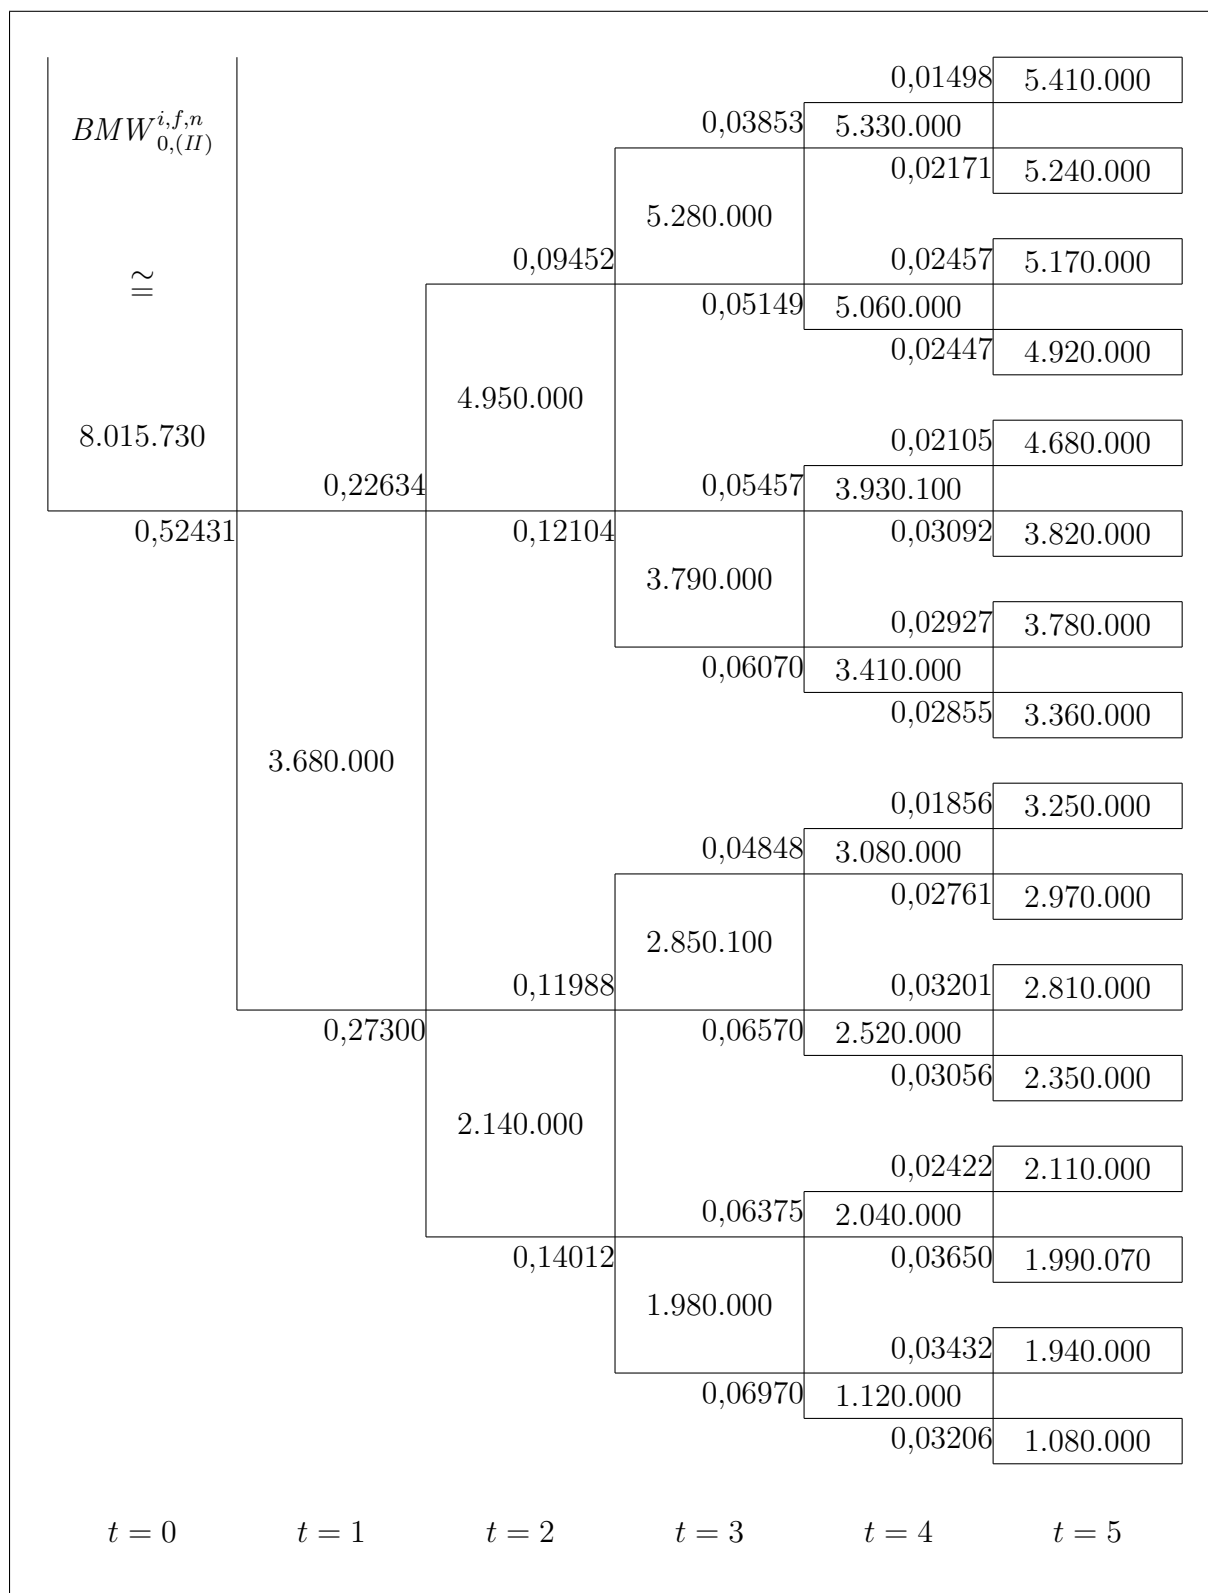 0,01498 5.410.000
BMW_{0,(II)}^{i,f,n} 0,03853 5.330.000
0,02171 5.240.000
5.280.000
0,09452 0,02457 5.170.000
≅
0,05149 5.060.000
0,02447 4.920.000
4.950.000
8.015.730 0,02105 4.680.000
0,22634 0,05457 3.930.100
0,52431 0,12104 0,03092 3.820.000
3.790.000
0,02927 3.780.000
0,06070 3.410.000
0,02855 3.360.000
3.680.000
0,01856 3.250.000
0,04848 3.080.000
0,02761 2.970.000
2.850.100
0,11988 0,03201 2.810.000
0,27300 0,06570 2.520.000
0,03056 2.350.000
2.140.000
0,02422 2.110.000
0,06375 2.040.000
0,14012 0,03650 1.990.070
1.980.000
0,03432 1.940.000
0,06970 1.120.000
0,03206 1.080.000
t = 0 t = 1 t = 2 t = 3 t = 4 t = 5